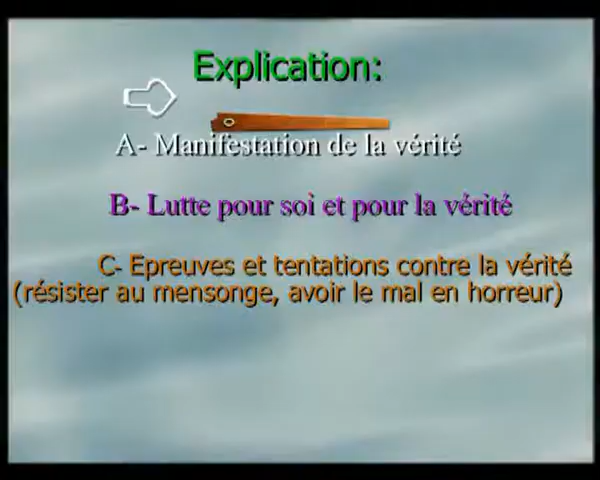 Explication:
A- Manifestation de la vérité
B- Lutte pour soi et pour la vérité
C- Epreuves et tentations contre la vérité
(résister au mensonge, avoir le mal en horreur)